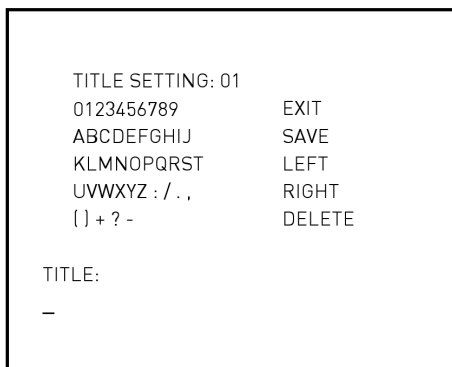 TITLE SETTING: 01
0123456789 EXIT
ABCDEFGHIJ SAVE
KLMNOPQRST LEFT
UVWXYZ : / . , RIGHT
( ) + ? - DELETE
TITLE:
_